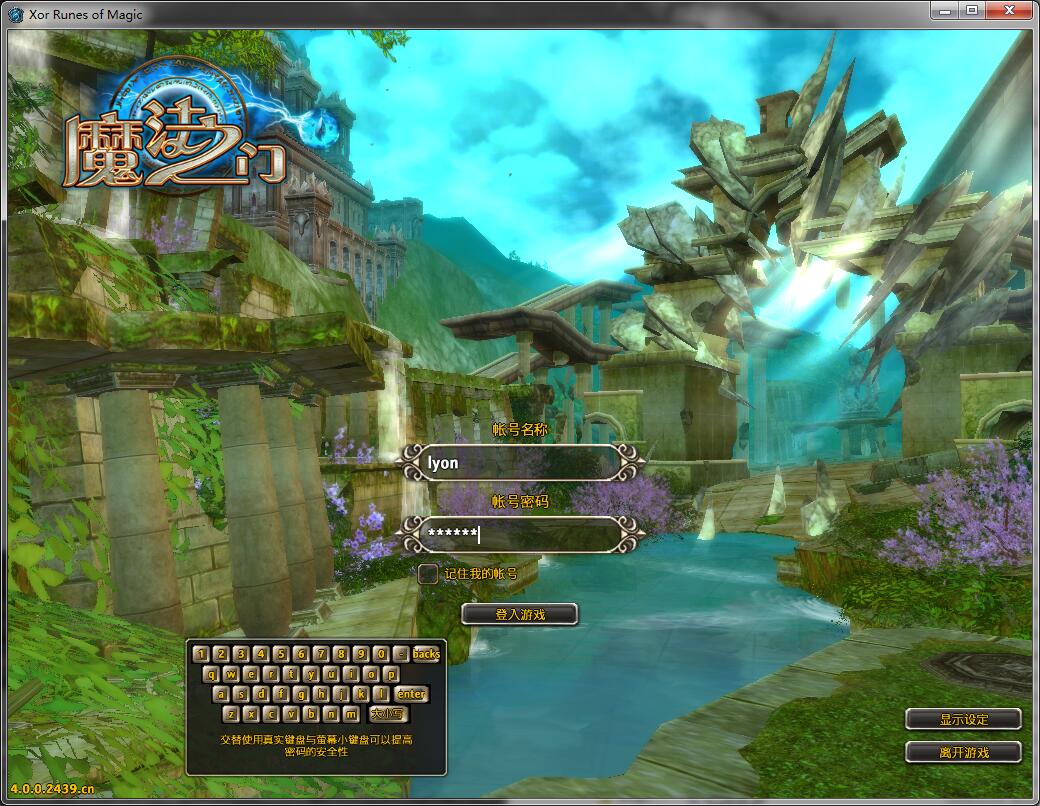 Xor Runes of Magic
魔法之门
帐号名称
lyon
帐号密码
******
记住我的帐号
登入游戏
1 2 3 4 5 6 7 8 9 0 = backs
q w e r t y u i o p
a s d f g h j k l enter
z x c v b n m 大小写
交替使用真实键盘与萤幕小键盘可以提高
密码的安全性
显示设定
离开游戏
4.0.0.2439.cn